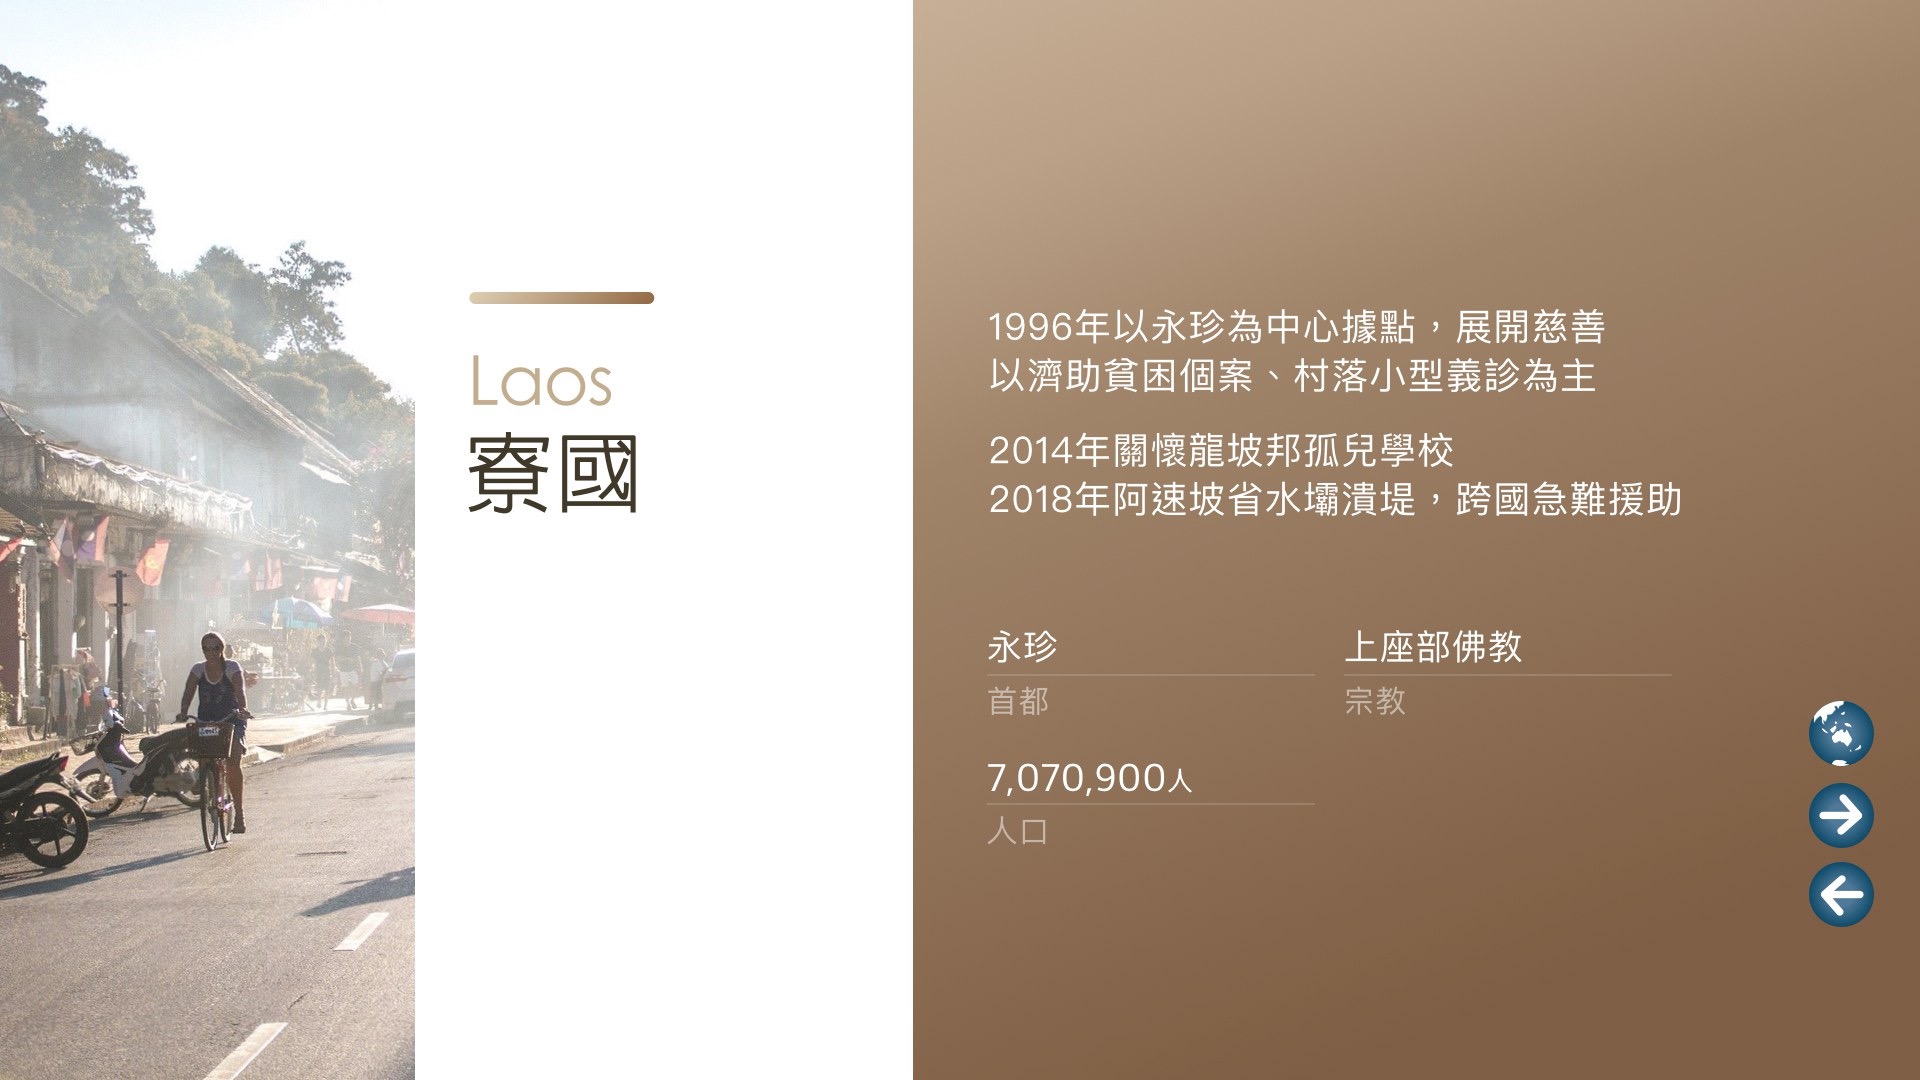 Laos
寮國
1996年以永珍為中心據點，展開慈善
以濟助貧困個案、村落小型義診為主
2014年關懷龍坡邦孤兒學校
2018年阿速坡省水壩潰堤，跨國急難援助
永珍
首都
上座部佛教
宗教
7,070,900人
人口